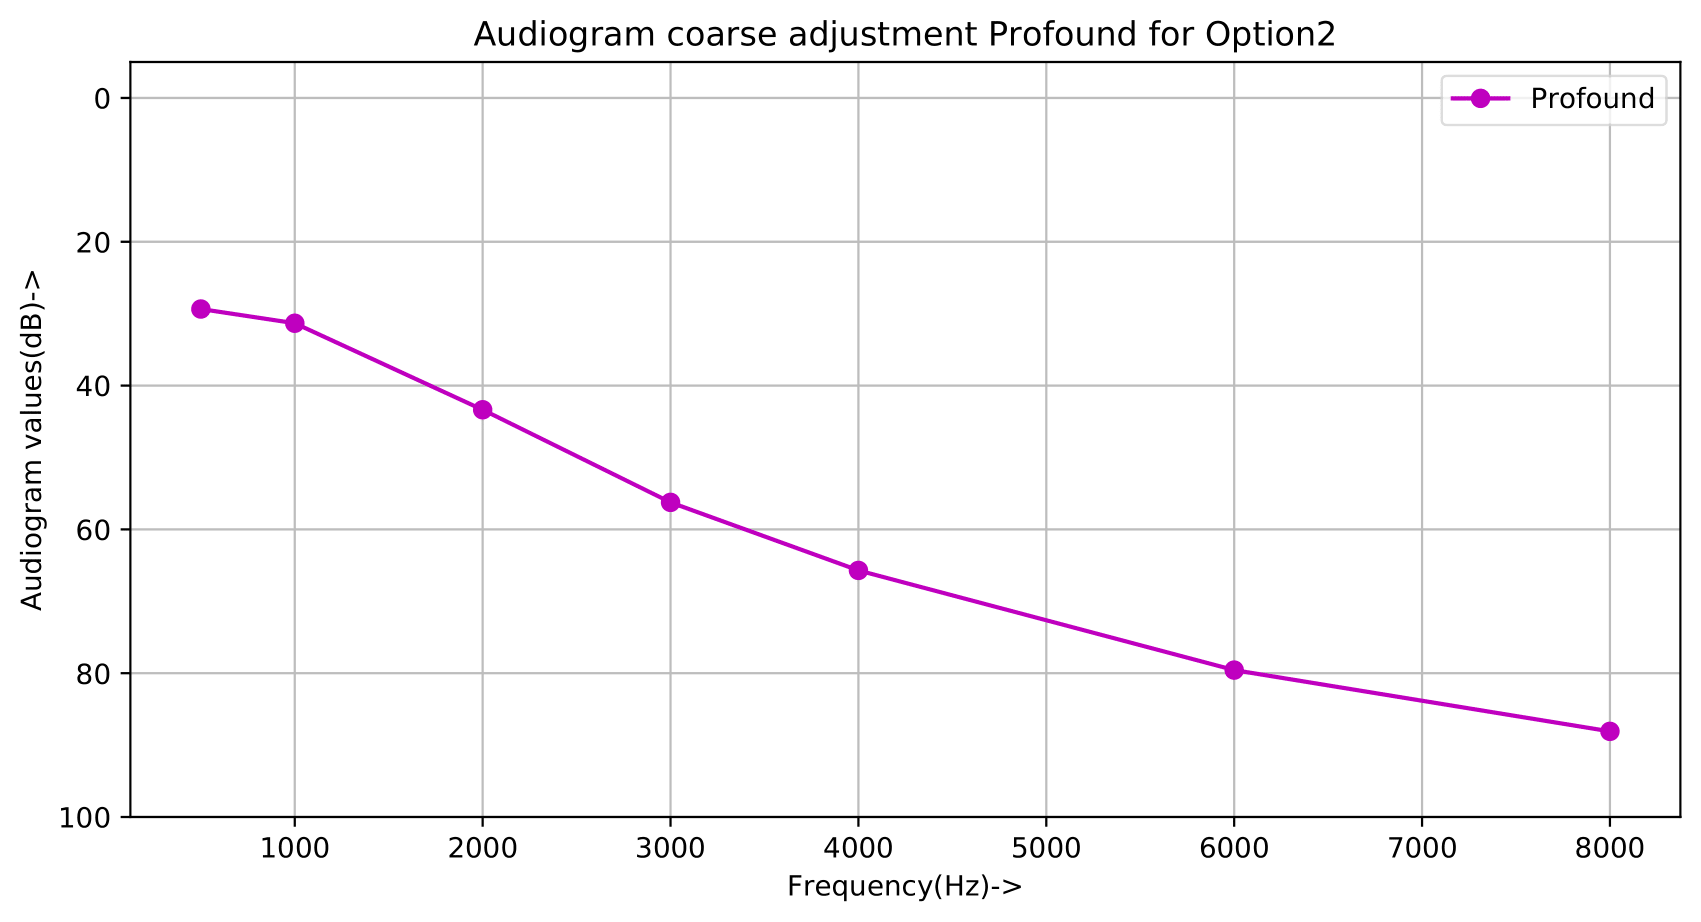 Audiogram coarse adjustment Profound for Option2
Profound
0
20
40
60
80
100
Audiogram values(dB)->
1000 2000 3000 4000 5000 6000 7000 8000
Frequency(Hz)->